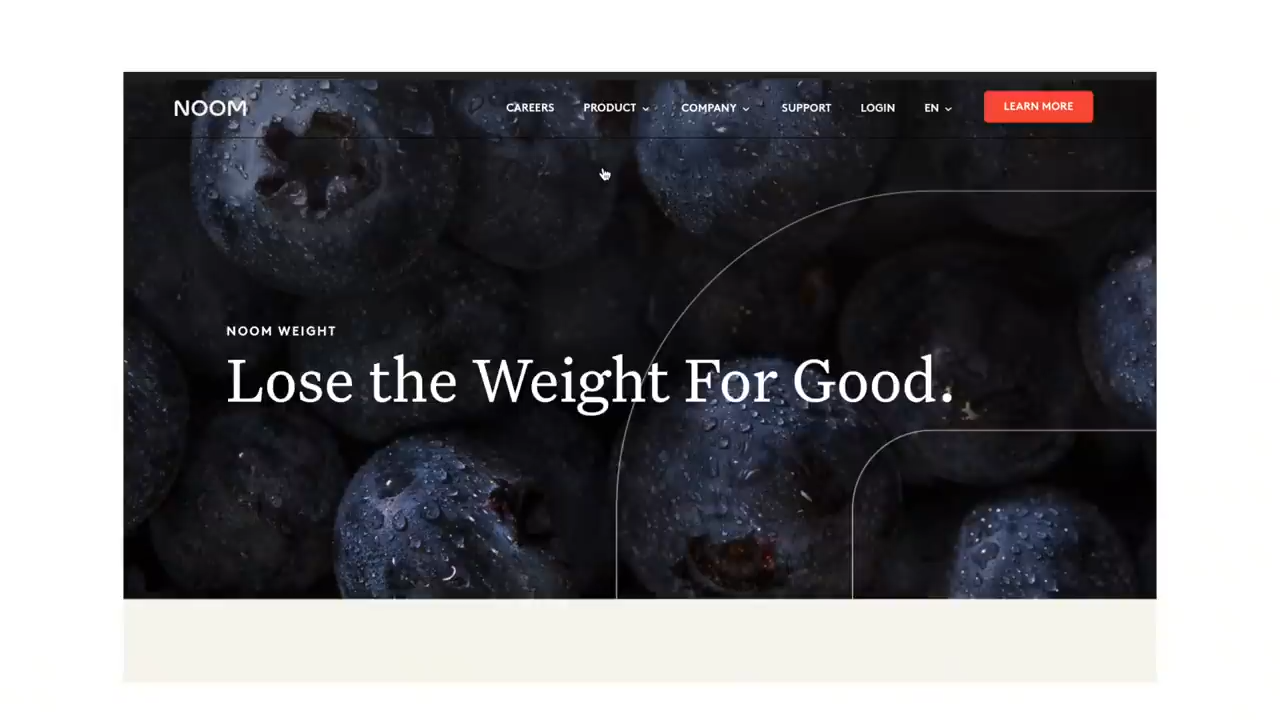 NOOM
CAREERS PRODUCT COMPANY SUPPORT LOGIN EN LEARN MORE
NOOM WEIGHT
Lose the Weight For Good.